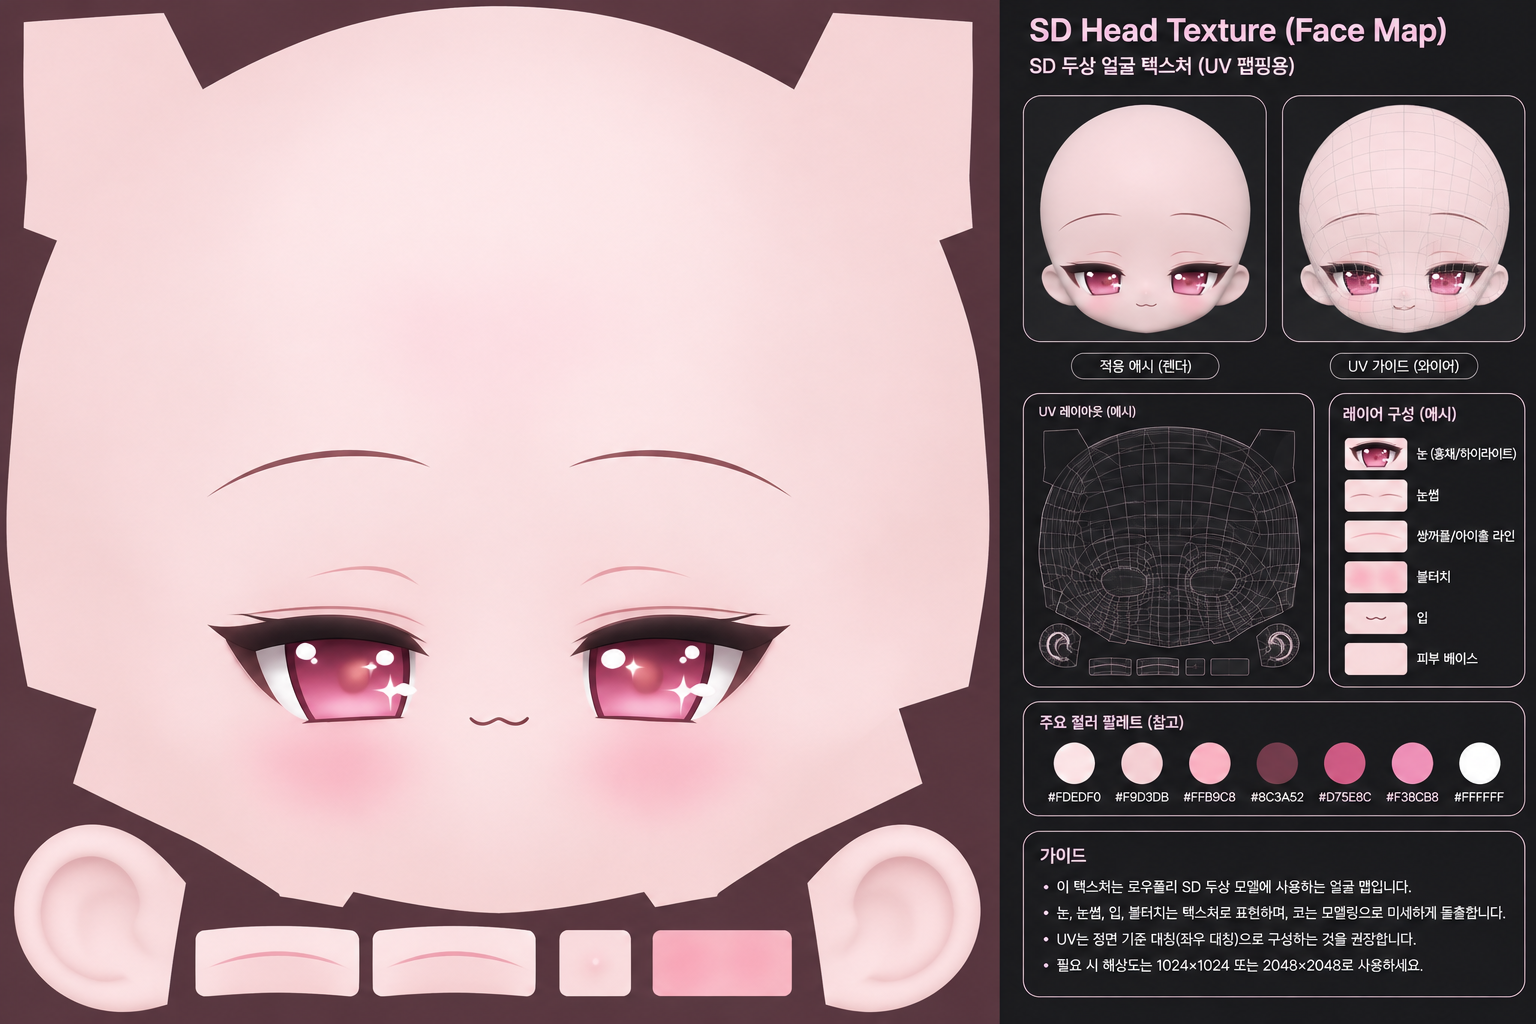 SD Head Texture (Face Map)
SD 두상 얼굴 텍스처 (UV 맵핑용)
적용 애시 (젠다)
UV 가이드 (와이어)
UV 레이아웃 (에시)
레이어 구성 (애시)
눈 (홍채/하이라이트)
눈썹
쌍꺼풀/아이홀 라인
볼터치
입
피부 베이스
주요 절러 팔레트 (참고)
#FDEDF0 #F9D3DB #FFB9C8 #8C3A52 #D75E8C #F38CB8 #FFFFFF
가이드
• 이 텍스처는 로우폴리 SD 두상 모델에 사용하는 얼굴 맵입니다.
• 눈, 눈썹, 입, 볼터치는 텍스처로 표현하며, 코는 모델링으로 미세하게 돌출합니다.
• UV는 정면 기준 대칭(좌우 대칭)으로 구성하는 것을 권장합니다.
• 필요 시 해상도는 1024×1024 또는 2048×2048로 사용하세요.